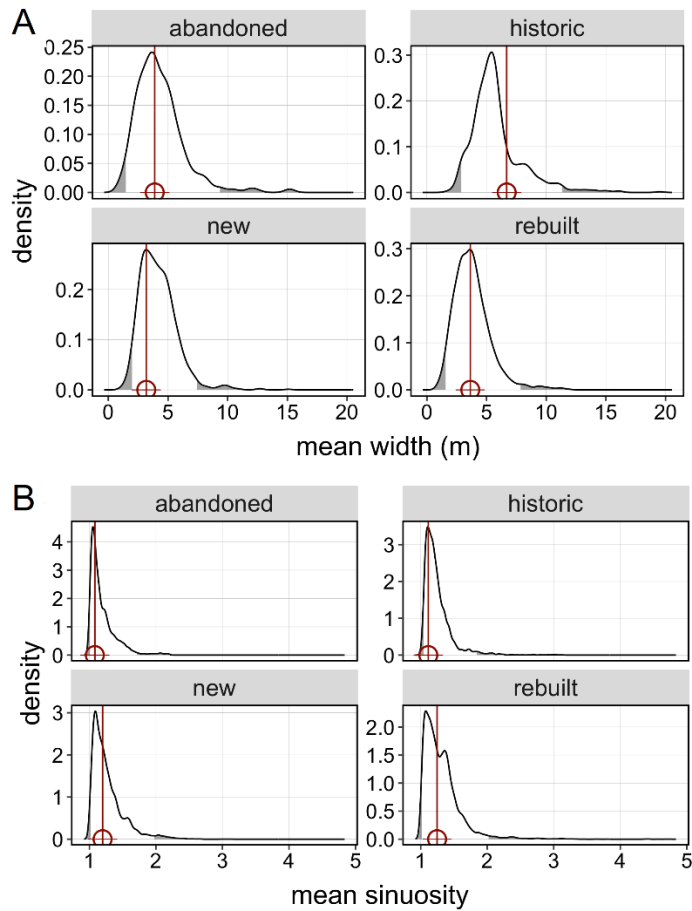 A
abandoned historic
0.25
0.20
0.15
0.10
0.05
0.00
0.3
0.2
0.1
0.0
density
new rebuilt
0.2
0.1
0.0
0.3
0.2
0.1
0.0
0 5 10 15 20 0 5 10 15 20
mean width (m)
B
abandoned historic
4
3
2
1
0
3
2
1
0
density
new rebuilt
3
2
1
0
2.0
1.5
1.0
0.5
0.0
1 2 3 4 5 1 2 3 4 5
mean sinuosity